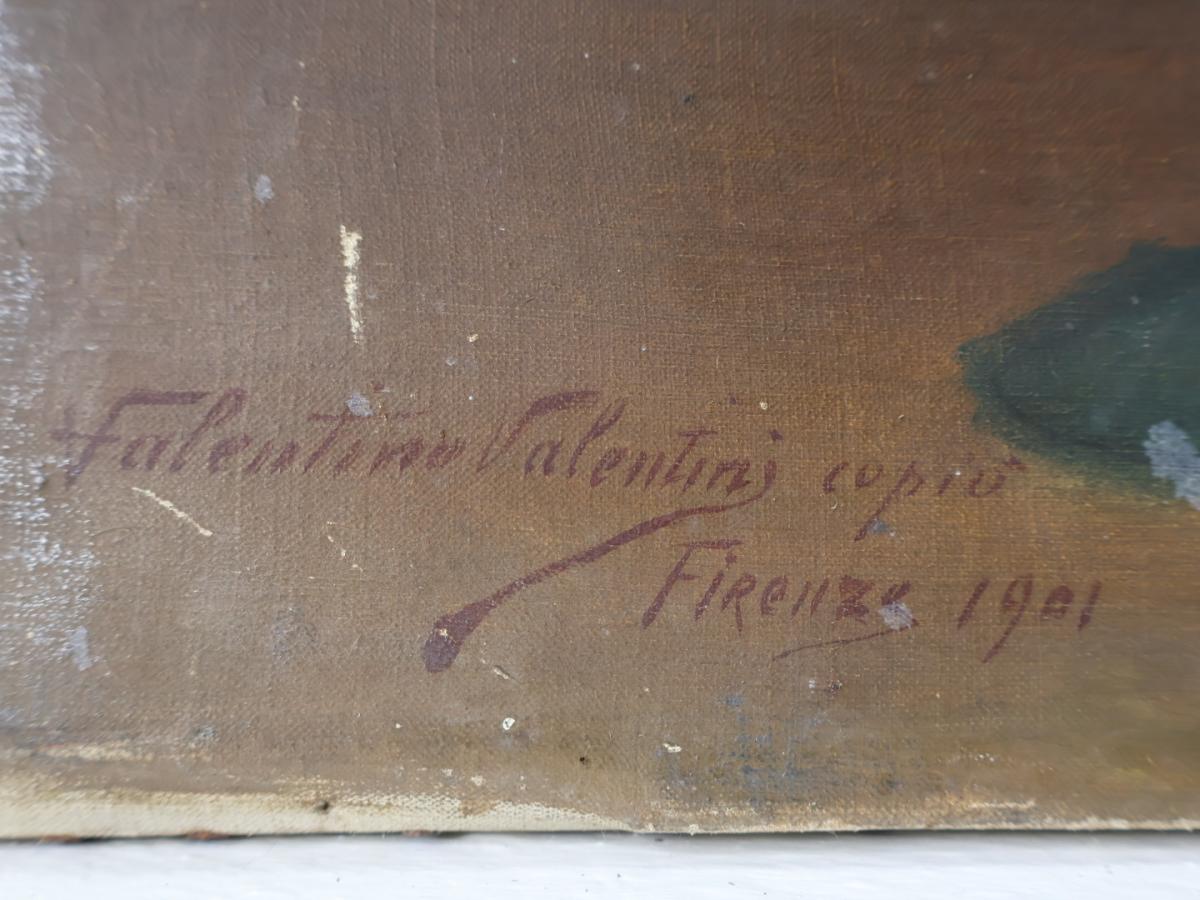 Valentino Valentini copiò
Firenze 1901